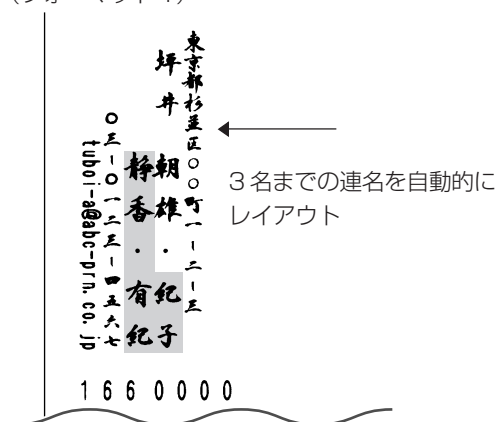 東京都杉並区○○町一-二-三
坪井 朝雄・紀子
静香・有紀
〇三-〇一二三-四五六七
tuboi-a@abc-prn.co.jp
1660000
3名までの連名を自動的に
レイアウト